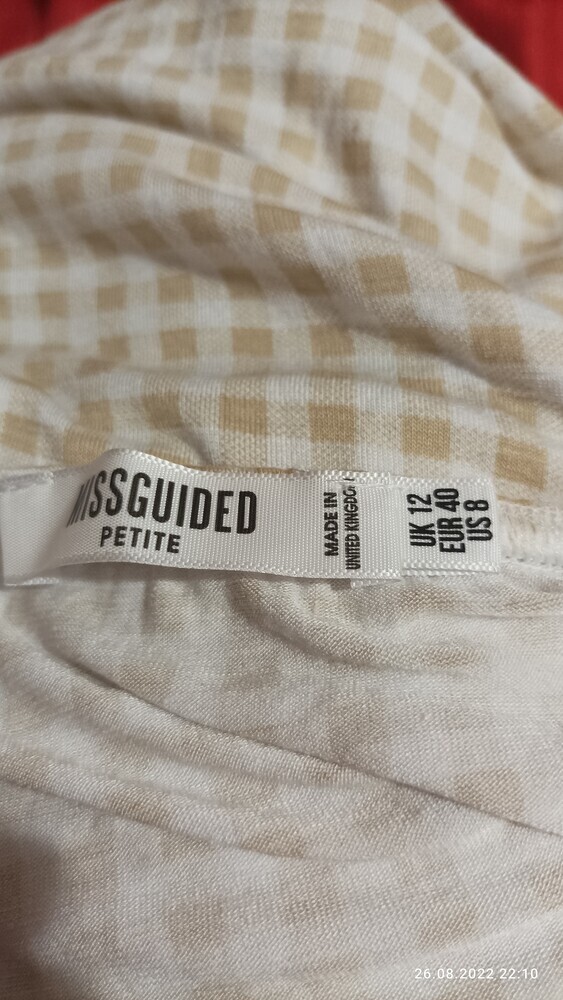 MISSGUIDED
PETITE
MADE IN
UNITED KINGDOM
UK 12
EUR 40
US 8
26.08.2022 22:10